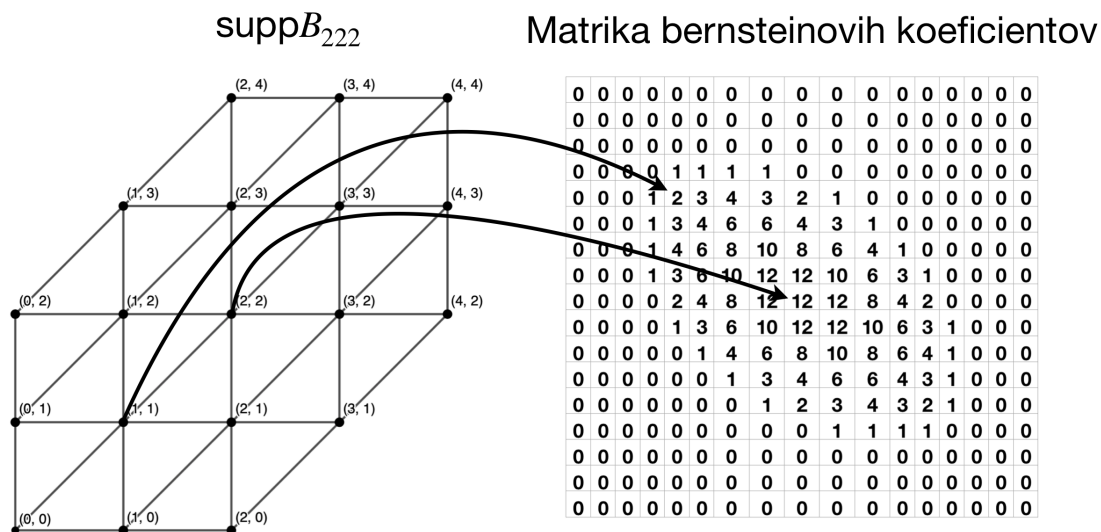 suppB₂₂₂
Matrika bernsteinovih koeficientov
(2, 4) (3, 4) (4, 4)
(1, 3) (2, 3) (3, 3) (4, 3)
(0, 2) (1, 2) (2, 2) (3, 2) (4, 2)
(0, 1) (1, 1) (2, 1) (3, 1)
(0, 0) (1, 0) (2, 0)
0 0 0 0 0 0 0 0 0 0 0 0 0 0 0 0 0
0 0 0 0 0 0 0 0 0 0 0 0 0 0 0 0 0
0 0 0 0 0 0 0 0 0 0 0 0 0 0 0 0 0
0 0 0 0 1 1 1 1 0 0 0 0 0 0 0 0 0
0 0 0 1 2 3 4 3 2 1 0 0 0 0 0 0 0
0 0 0 1 3 4 6 6 4 3 1 0 0 0 0 0 0
0 0 0 1 4 6 8 10 8 6 4 1 0 0 0 0 0
0 0 0 1 3 6 10 12 12 10 6 3 1 0 0 0 0
0 0 0 0 2 4 8 12 12 12 8 4 2 0 0 0 0
0 0 0 0 1 3 6 10 12 12 10 6 3 1 0 0 0
0 0 0 0 0 1 4 6 8 10 8 6 4 1 0 0 0
0 0 0 0 0 0 1 3 4 6 6 4 3 1 0 0 0
0 0 0 0 0 0 0 1 2 3 4 3 2 1 0 0 0
0 0 0 0 0 0 0 0 0 1 1 1 1 0 0 0 0
0 0 0 0 0 0 0 0 0 0 0 0 0 0 0 0 0
0 0 0 0 0 0 0 0 0 0 0 0 0 0 0 0 0
0 0 0 0 0 0 0 0 0 0 0 0 0 0 0 0 0